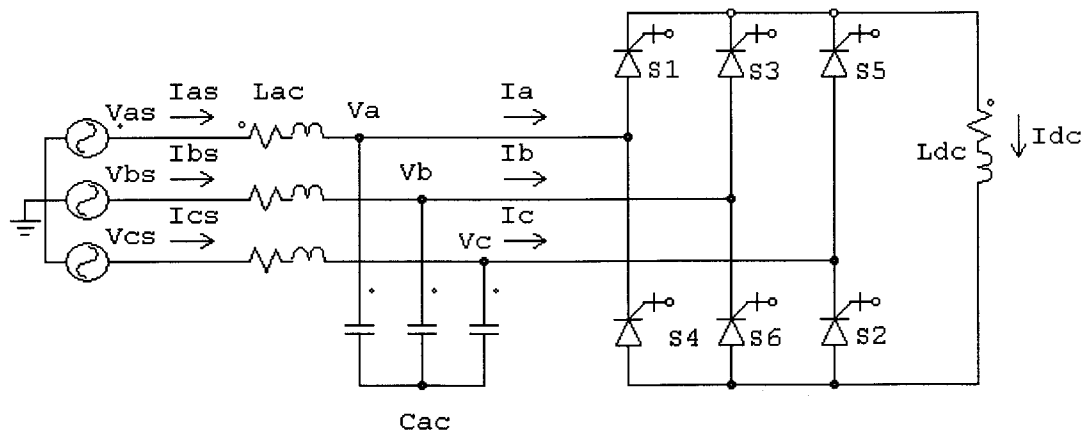 S1 S3 S5
Ias Lac Ia
Vas Va
Ldc Idc
Ibs Ib
Vbs Vb
Ics Ic
Vcs Vc
S4 S6 S2
Cac